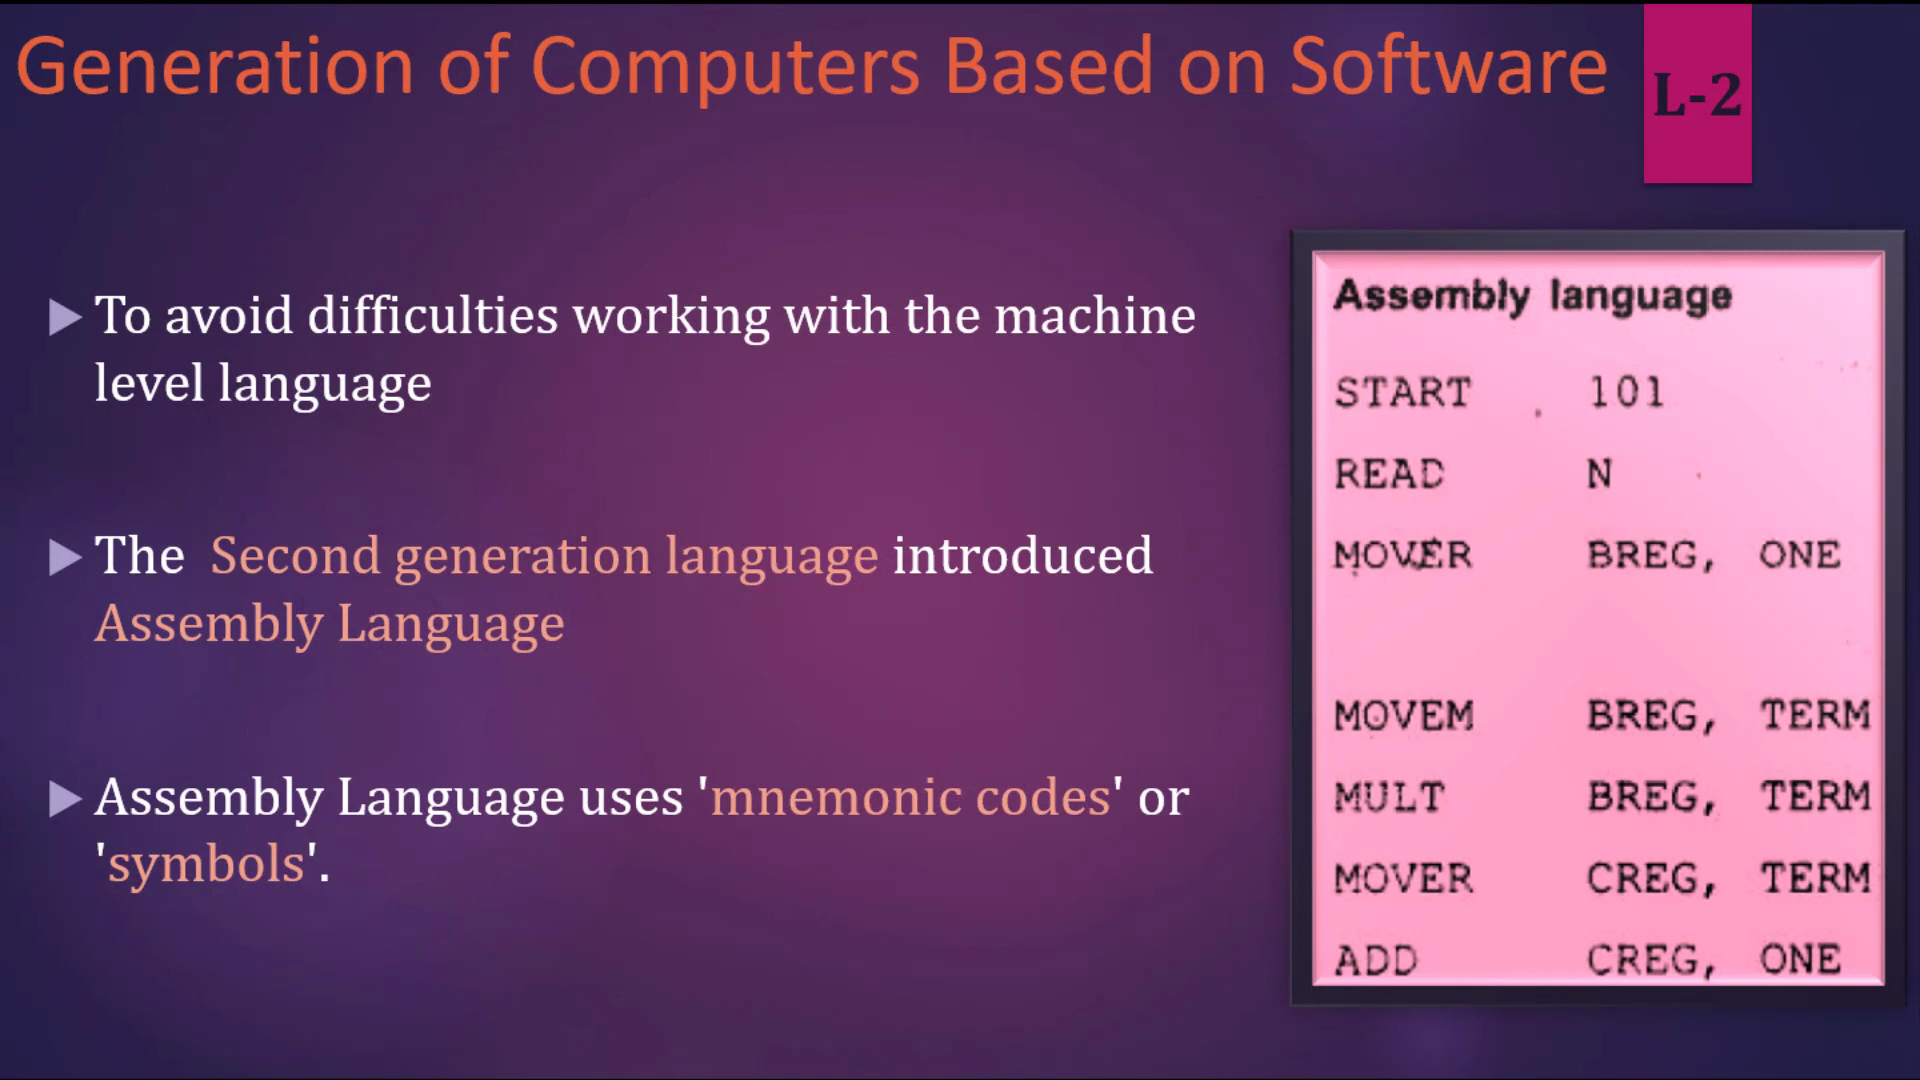 Generation of Computers Based on Software
L-2
To avoid difficulties working with the machine
level language
The Second generation language introduced
Assembly Language
Assembly Language uses 'mnemonic codes' or
'symbols'.
Assembly language
START 101
READ N
MOVER BREG, ONE
MOVEM BREG, TERM
MULT BREG, TERM
MOVER CREG, TERM
ADD CREG, ONE